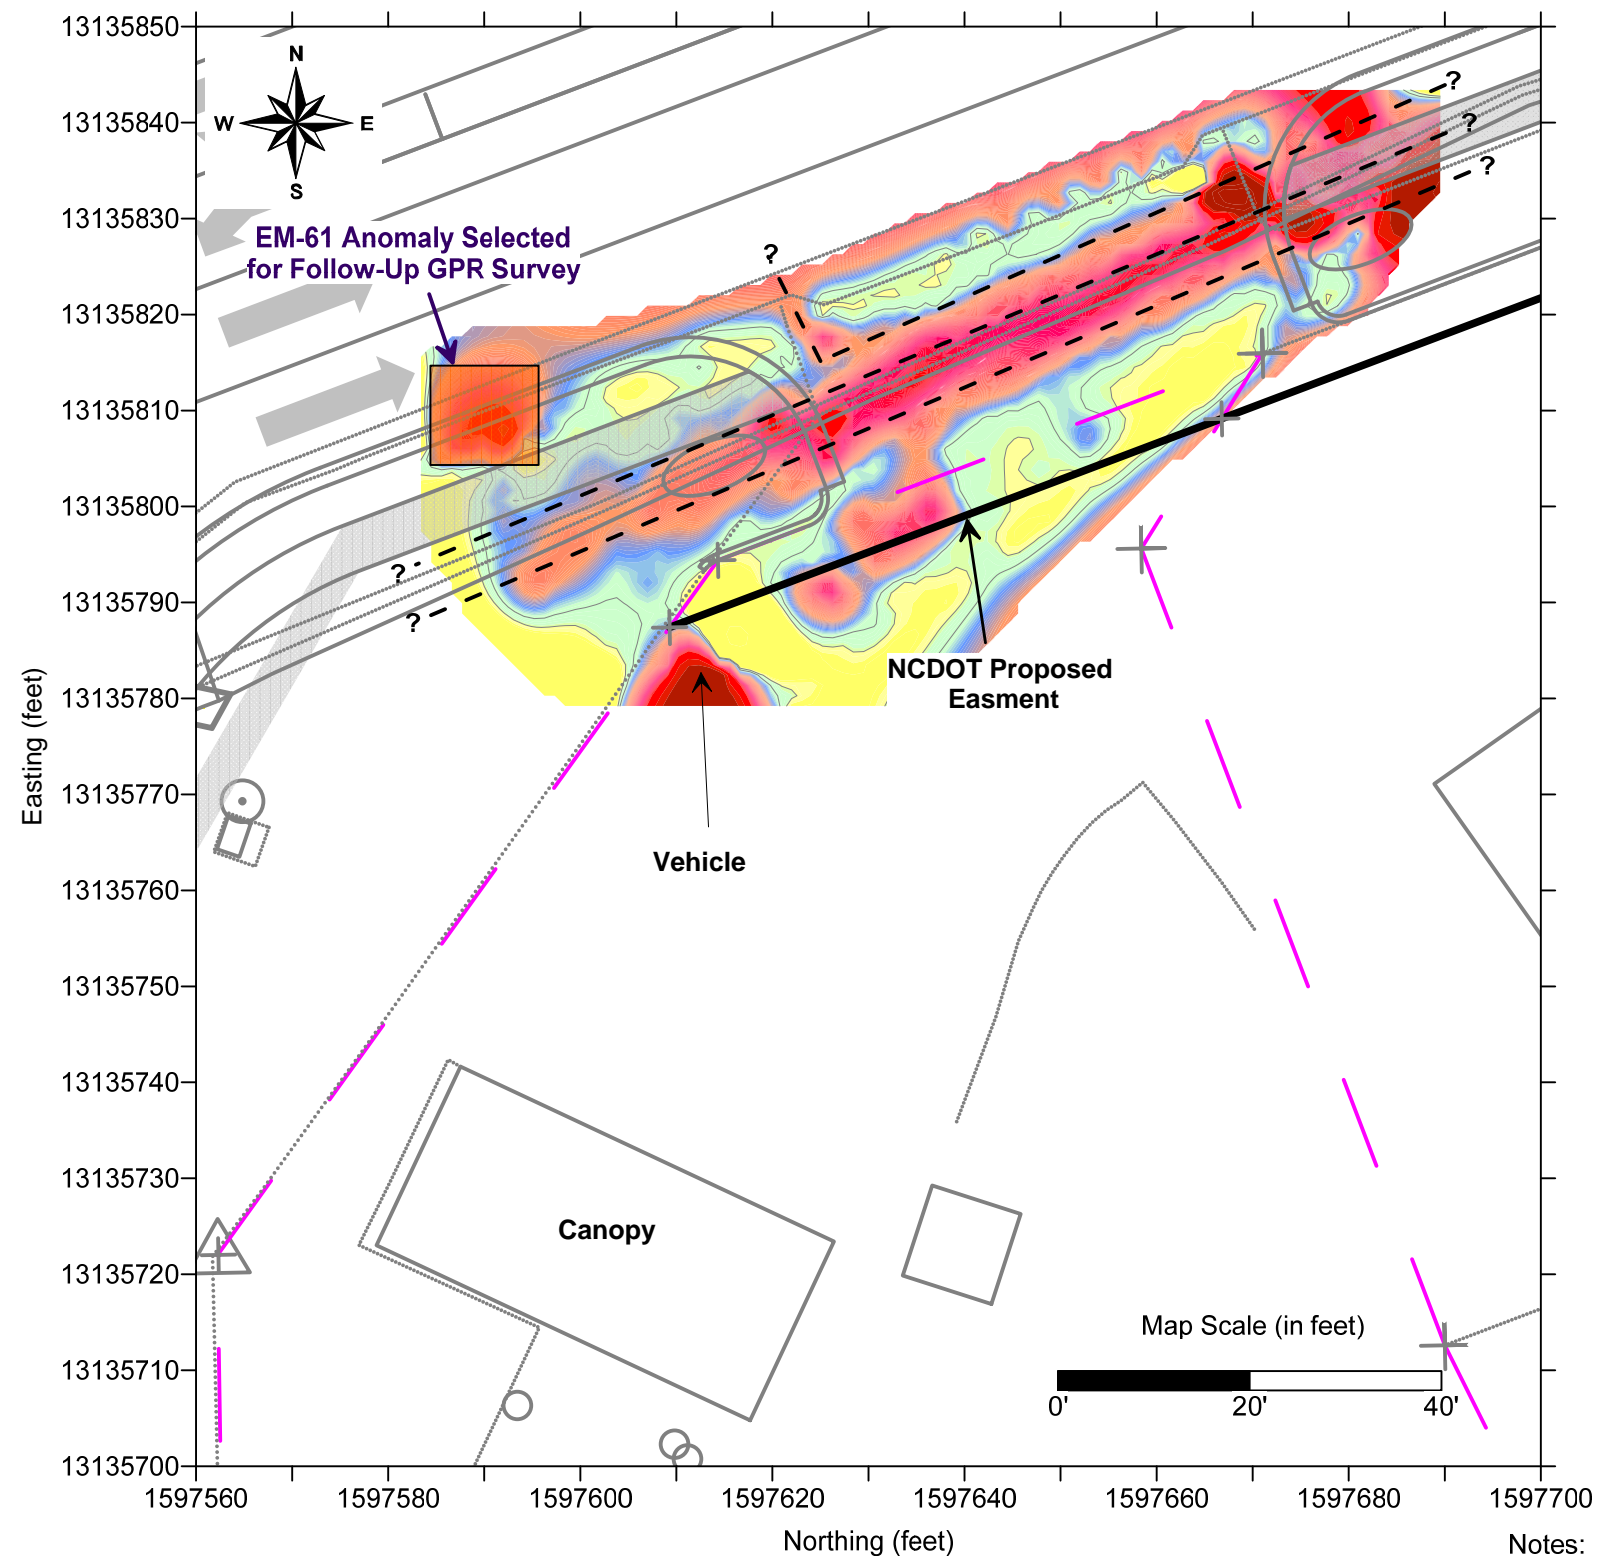 13135850
13135840
13135830
13135820
13135810
13135800
13135790
13135780
13135770
13135760
13135750
13135740
13135730
13135720
13135710
13135700
Easting (feet)
N
W
E
S
EM-61 Anomaly Selected
for Follow-Up GPR Survey
?
?
?
?
?
?
NCDOT Proposed
Easment
Vehicle
Canopy
Map Scale (in feet)
0'
20'
40'
1597560
1597580
1597600
1597620
1597640
1597660
1597680
1597700
Northing (feet)
Notes: